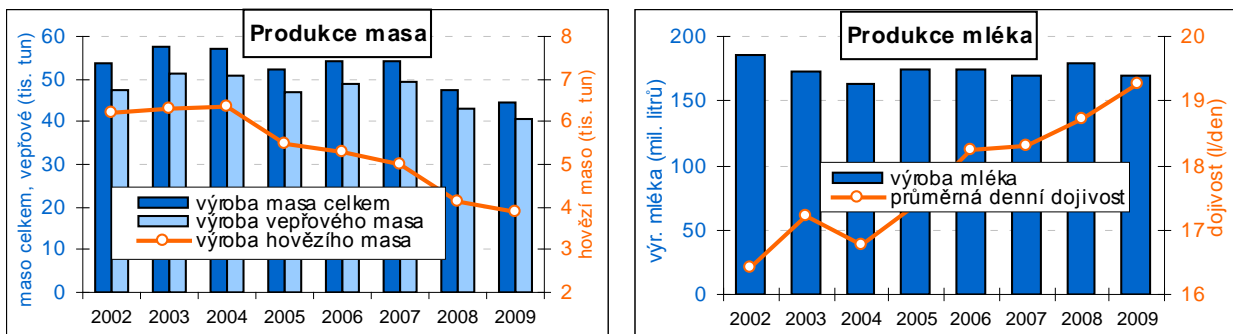 Produkce masa
maso celkem, vepřové (tis. tun)
60
50
40
30
20
10
0
8
7
6
5
4
3
2
hovězí maso (tis. tun)
výroba masa celkem
výroba vepřového masa
výroba hovězího masa
2002 2003 2004 2005 2006 2007 2008 2009
Produkce mléka
výr. mléka (mil. litrů)
200
150
100
50
0
20
19
18
17
16
dojivost (l/den)
výroba mléka
průměrná denní dojivost
2002 2003 2004 2005 2006 2007 2008 2009